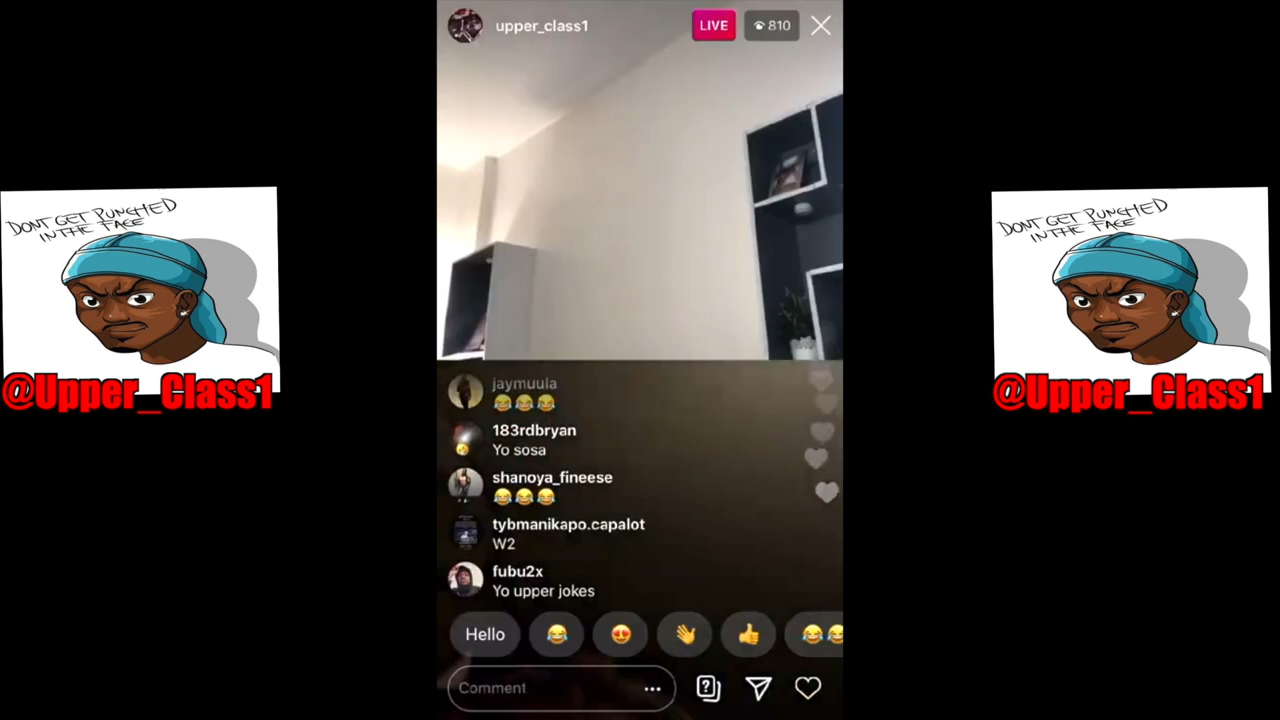 upper_class1
LIVE
810
DONT GET PUNCHED
IN THE FACE
@Upper_Class1
DONT GET PUNCHED
IN THE FACE
@Upper_Class1
jaymuula
😂😂😂
183rdbryan
Yo sosa
shanoya_fineese
😂😂😂
tybmanikapo.capalot
W2
fubu2x
Yo upper jokes
Hello 😂 😍 👋 👍 😂😂
Comment